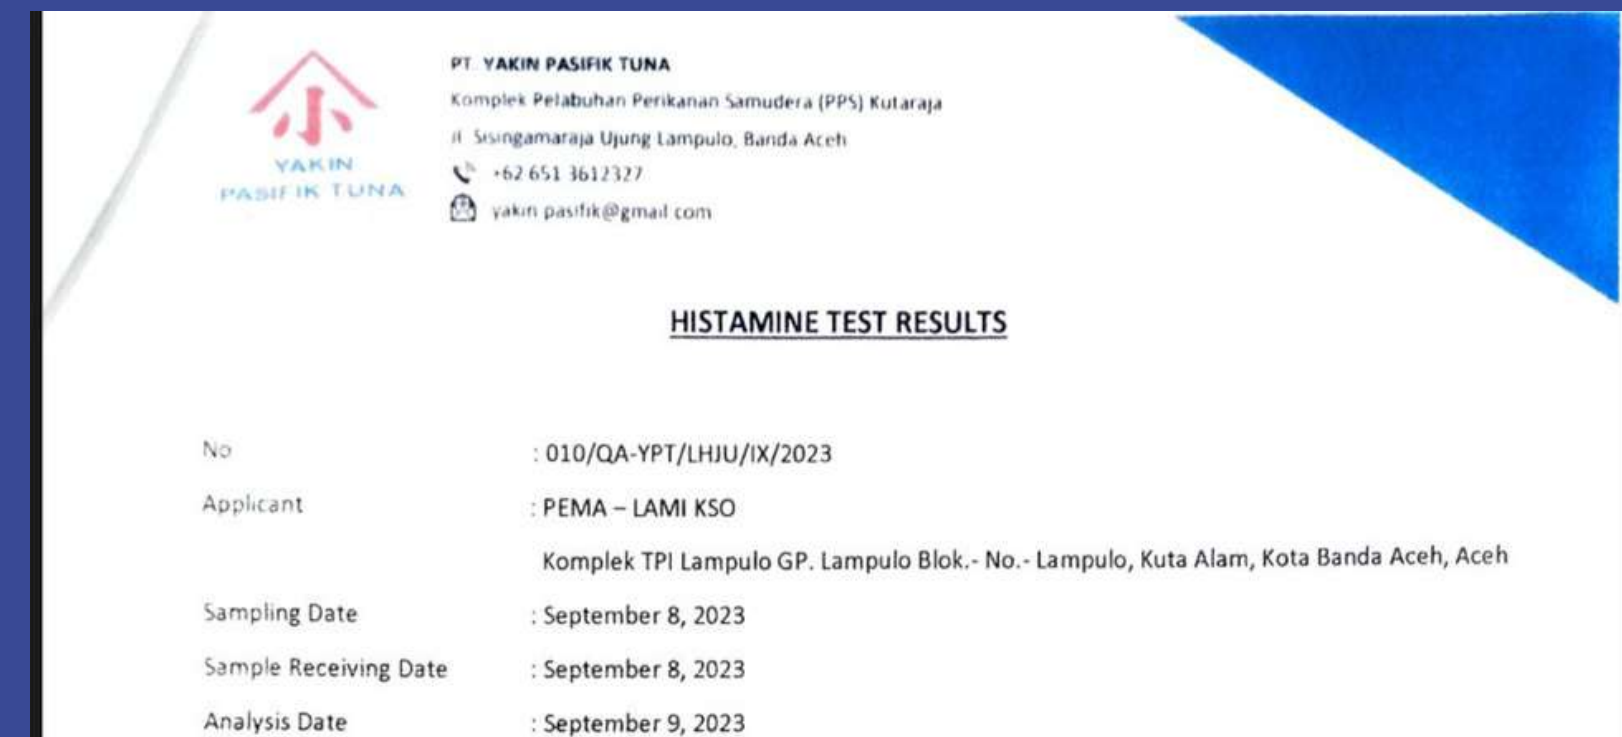 小
YAKIN
PASIFIK TUNA
PT. YAKIN PASIFIK TUNA
Komplek Pelabuhan Perikanan Samudera (PPS) Kutaraja
Jl. Sisingamaraja Ujung Lampulo, Banda Aceh
+62 651 3612327
yakin.pasifik@gmail.com
HISTAMINE TEST RESULTS
No : 010/QA-YPT/LHJU/IX/2023
Applicant : PEMA – LAMI KSO
Komplek TPI Lampulo GP. Lampulo Blok.- No.- Lampulo, Kuta Alam, Kota Banda Aceh, Aceh
Sampling Date : September 8, 2023
Sample Receiving Date : September 8, 2023
Analysis Date : September 9, 2023